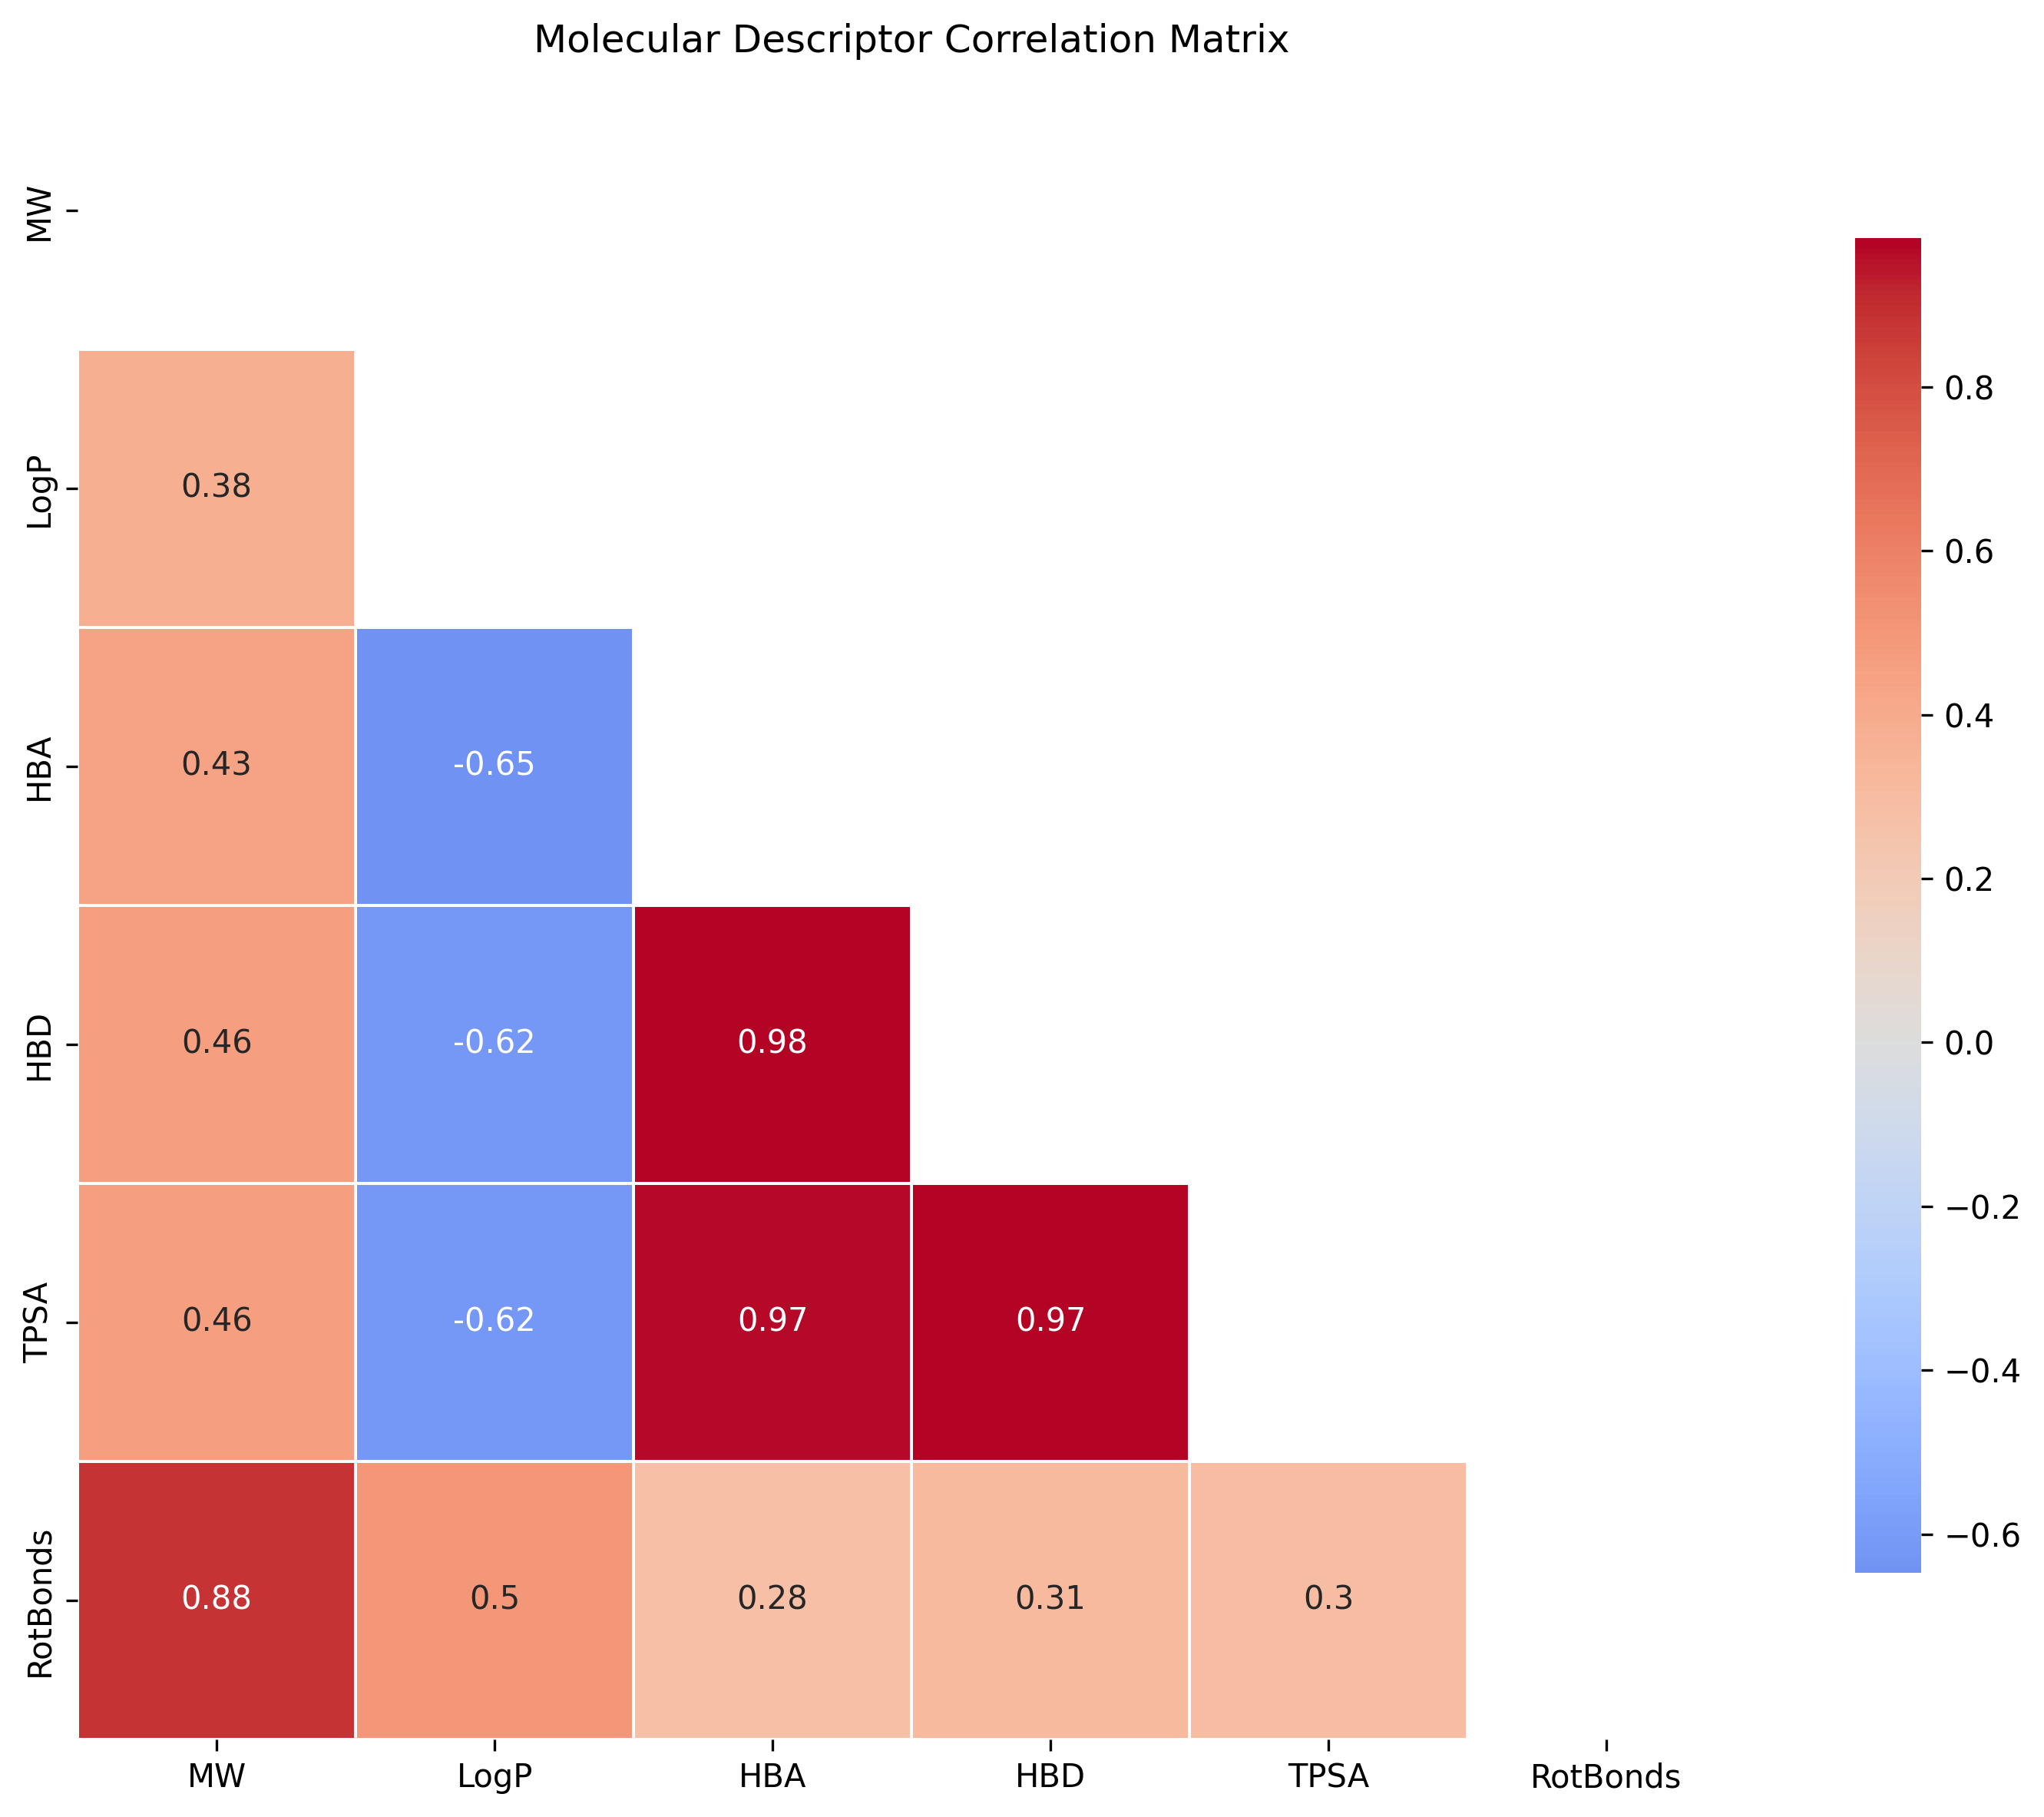 Molecular Descriptor Correlation Matrix
MW
LogP 0.38
HBA 0.43 -0.65
HBD 0.46 -0.62 0.98
TPSA 0.46 -0.62 0.97 0.97
RotBonds 0.88 0.5 0.28 0.31 0.3
MW LogP HBA HBD TPSA RotBonds
0.8
0.6
0.4
0.2
0.0
−0.2
−0.4
−0.6